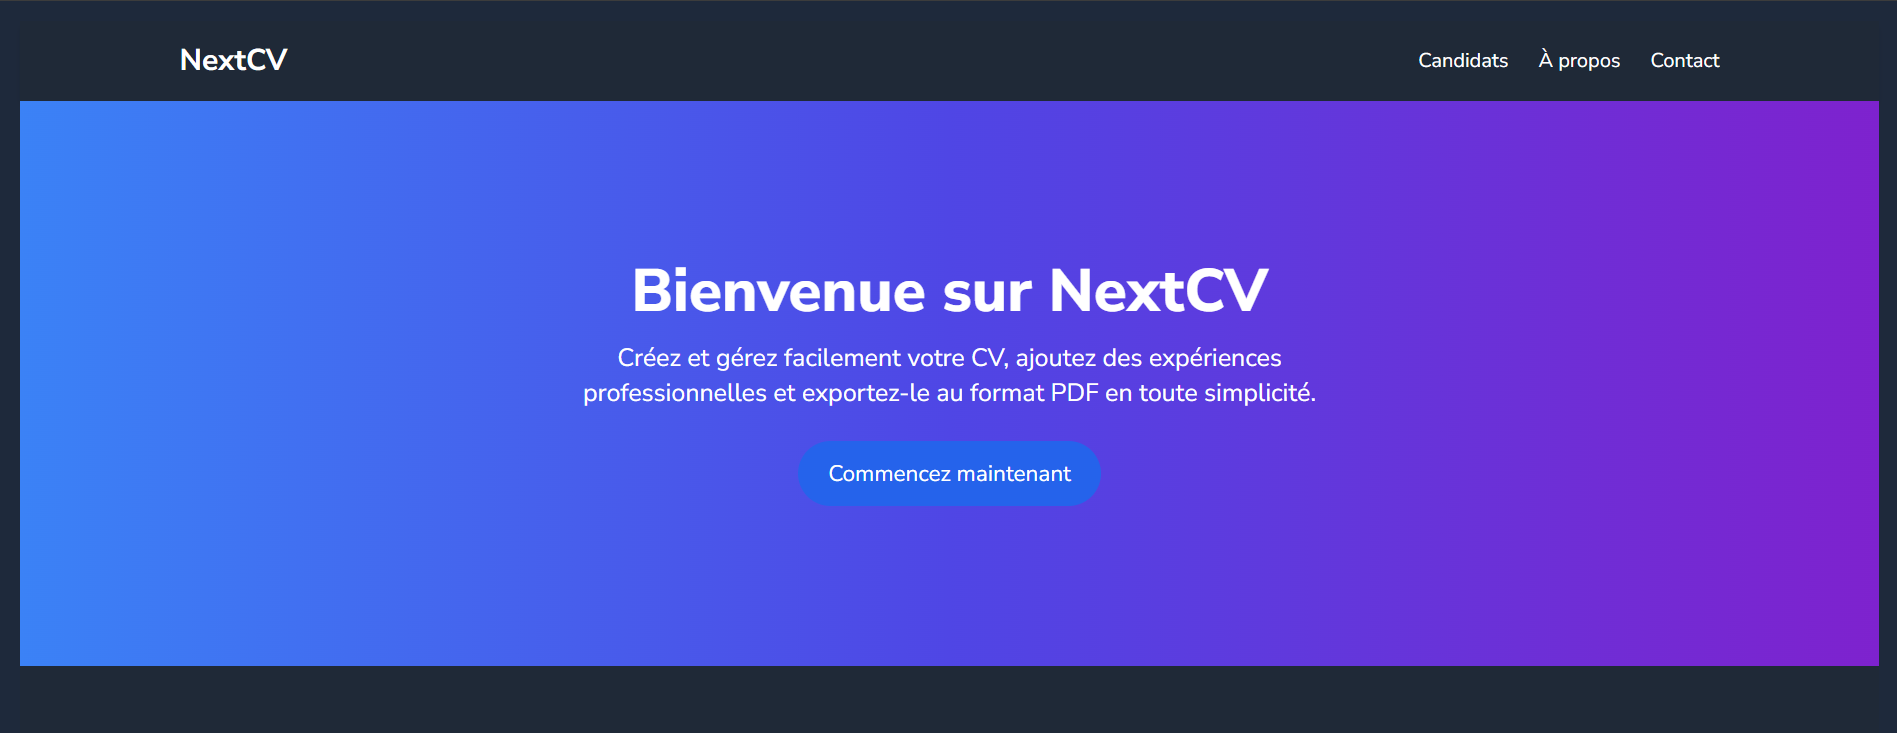 NextCV
Candidats À propos Contact
Bienvenue sur NextCV
Créez et gérez facilement votre CV, ajoutez des expériences
professionnelles et exportez-le au format PDF en toute simplicité.
Commencez maintenant